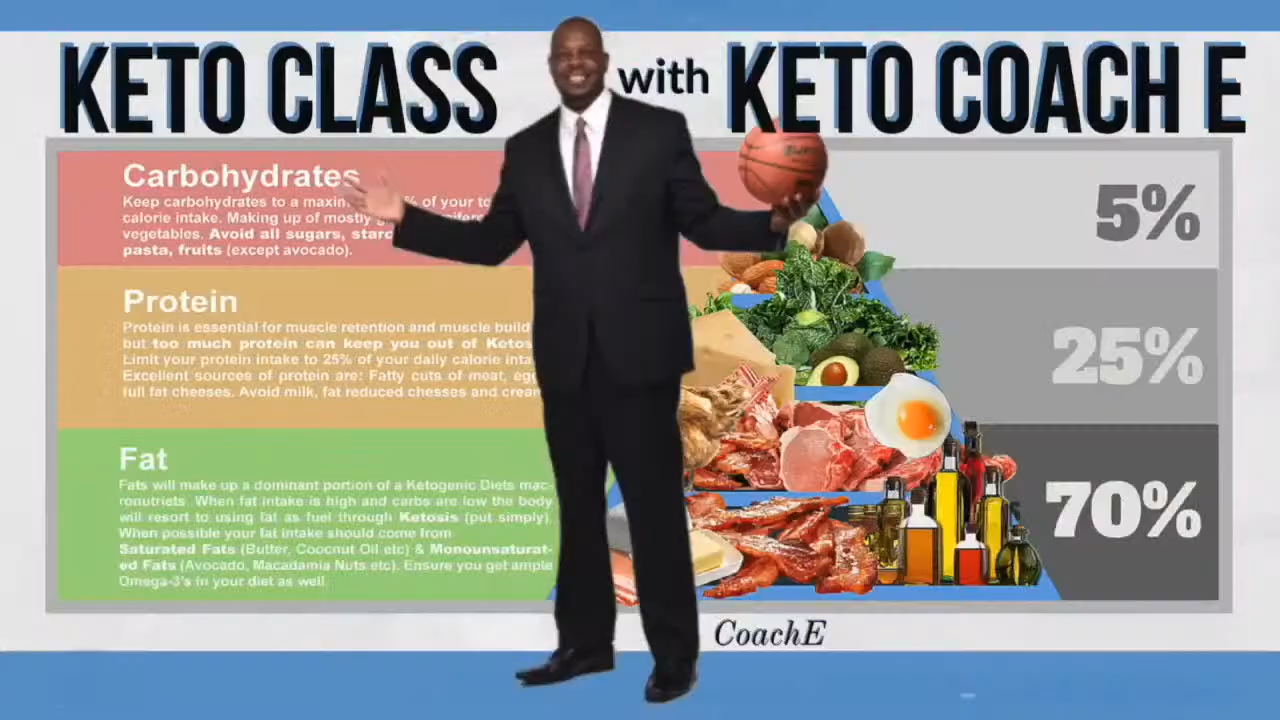 KETO CLASS with KETO COACH E
Carbohydrates
Keep carbohydrates to a % of your
calorie intake. Making up of mostly
vegetables. Avoid all sugars,
pasta, fruits (except avocado).
5%
Protein
Protein is essential for muscle retention and muscle build
but too much protein can keep you out of
Limit your protein intake to 25% of your daily calorie
Excellent sources of protein are: Fatty cuts of meat,
full fat cheeses. Avoid milk, fat reduced chesses and
25%
Fat
Fats will make up a dominant portion of a Ketogenic Diets mac-
ronutriets. When fat intake is high and carbs are low the body
will resort to using fat as fuel through Ketosis (put simply).
When possible your fat intake should come from
Saturated Fats (Butter, Coocnut Oil etc) & Monounsaturat-
ed Fats (Avocado, Macadamia Nuts etc). Ensure you get ample
Omega-3's in your diet as well.
70%
CoachE